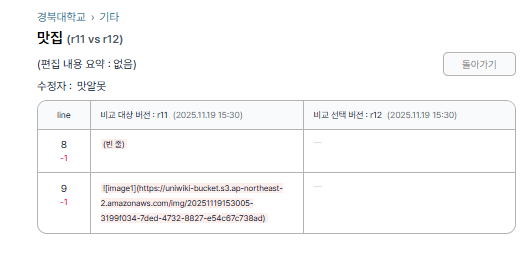 경북대학교 › 기타
맛집 (r11 vs r12)
(편집 내용 요약 : 없음)
돌아가기
수정자 : 맛알못
line
비교 대상 버전 : r11 (2025.11.19 15:30)
비교 선택 버전 : r12 (2025.11.19 15:30)
8
-1
(빈 줄)
—
9
-1
![image1](https://uniwiki-bucket.s3.ap-northeast-
2.amazonaws.com/img/20251119153005-
3199f034-7ded-4732-8827-e54c67c738ad)
—